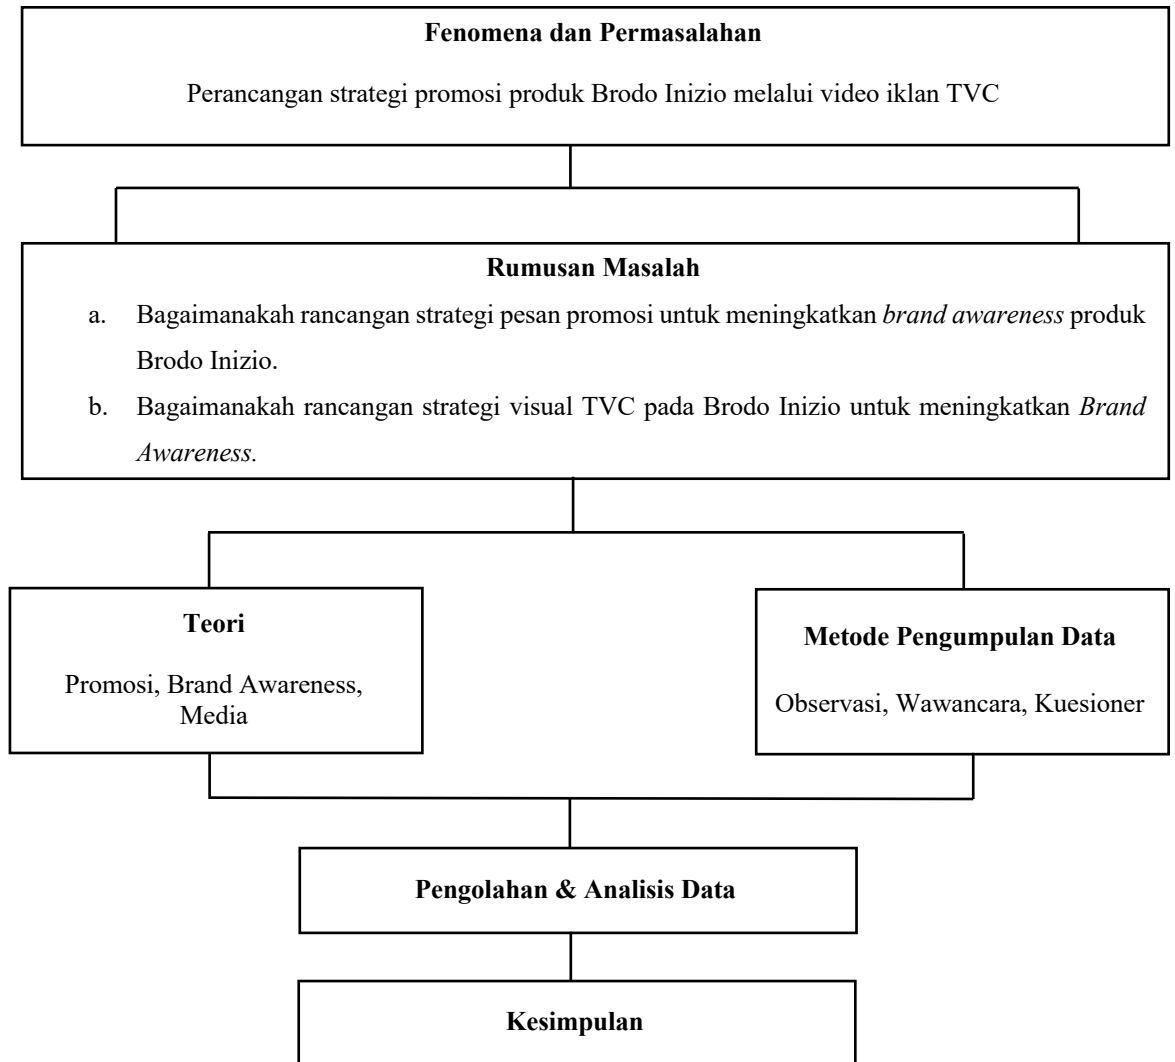 Fenomena dan Permasalahan
Perancangan strategi promosi produk Brodo Inizio melalui video iklan TVC
Rumusan Masalah
a. Bagaimanakah rancangan strategi pesan promosi untuk meningkatkan brand awareness produk
Brodo Inizio.
b. Bagaimanakah rancangan strategi visual TVC pada Brodo Inizio untuk meningkatkan Brand
Awareness.
Teori
Promosi, Brand Awareness,
Media
Metode Pengumpulan Data
Observasi, Wawancara, Kuesioner
Pengolahan & Analisis Data
Kesimpulan